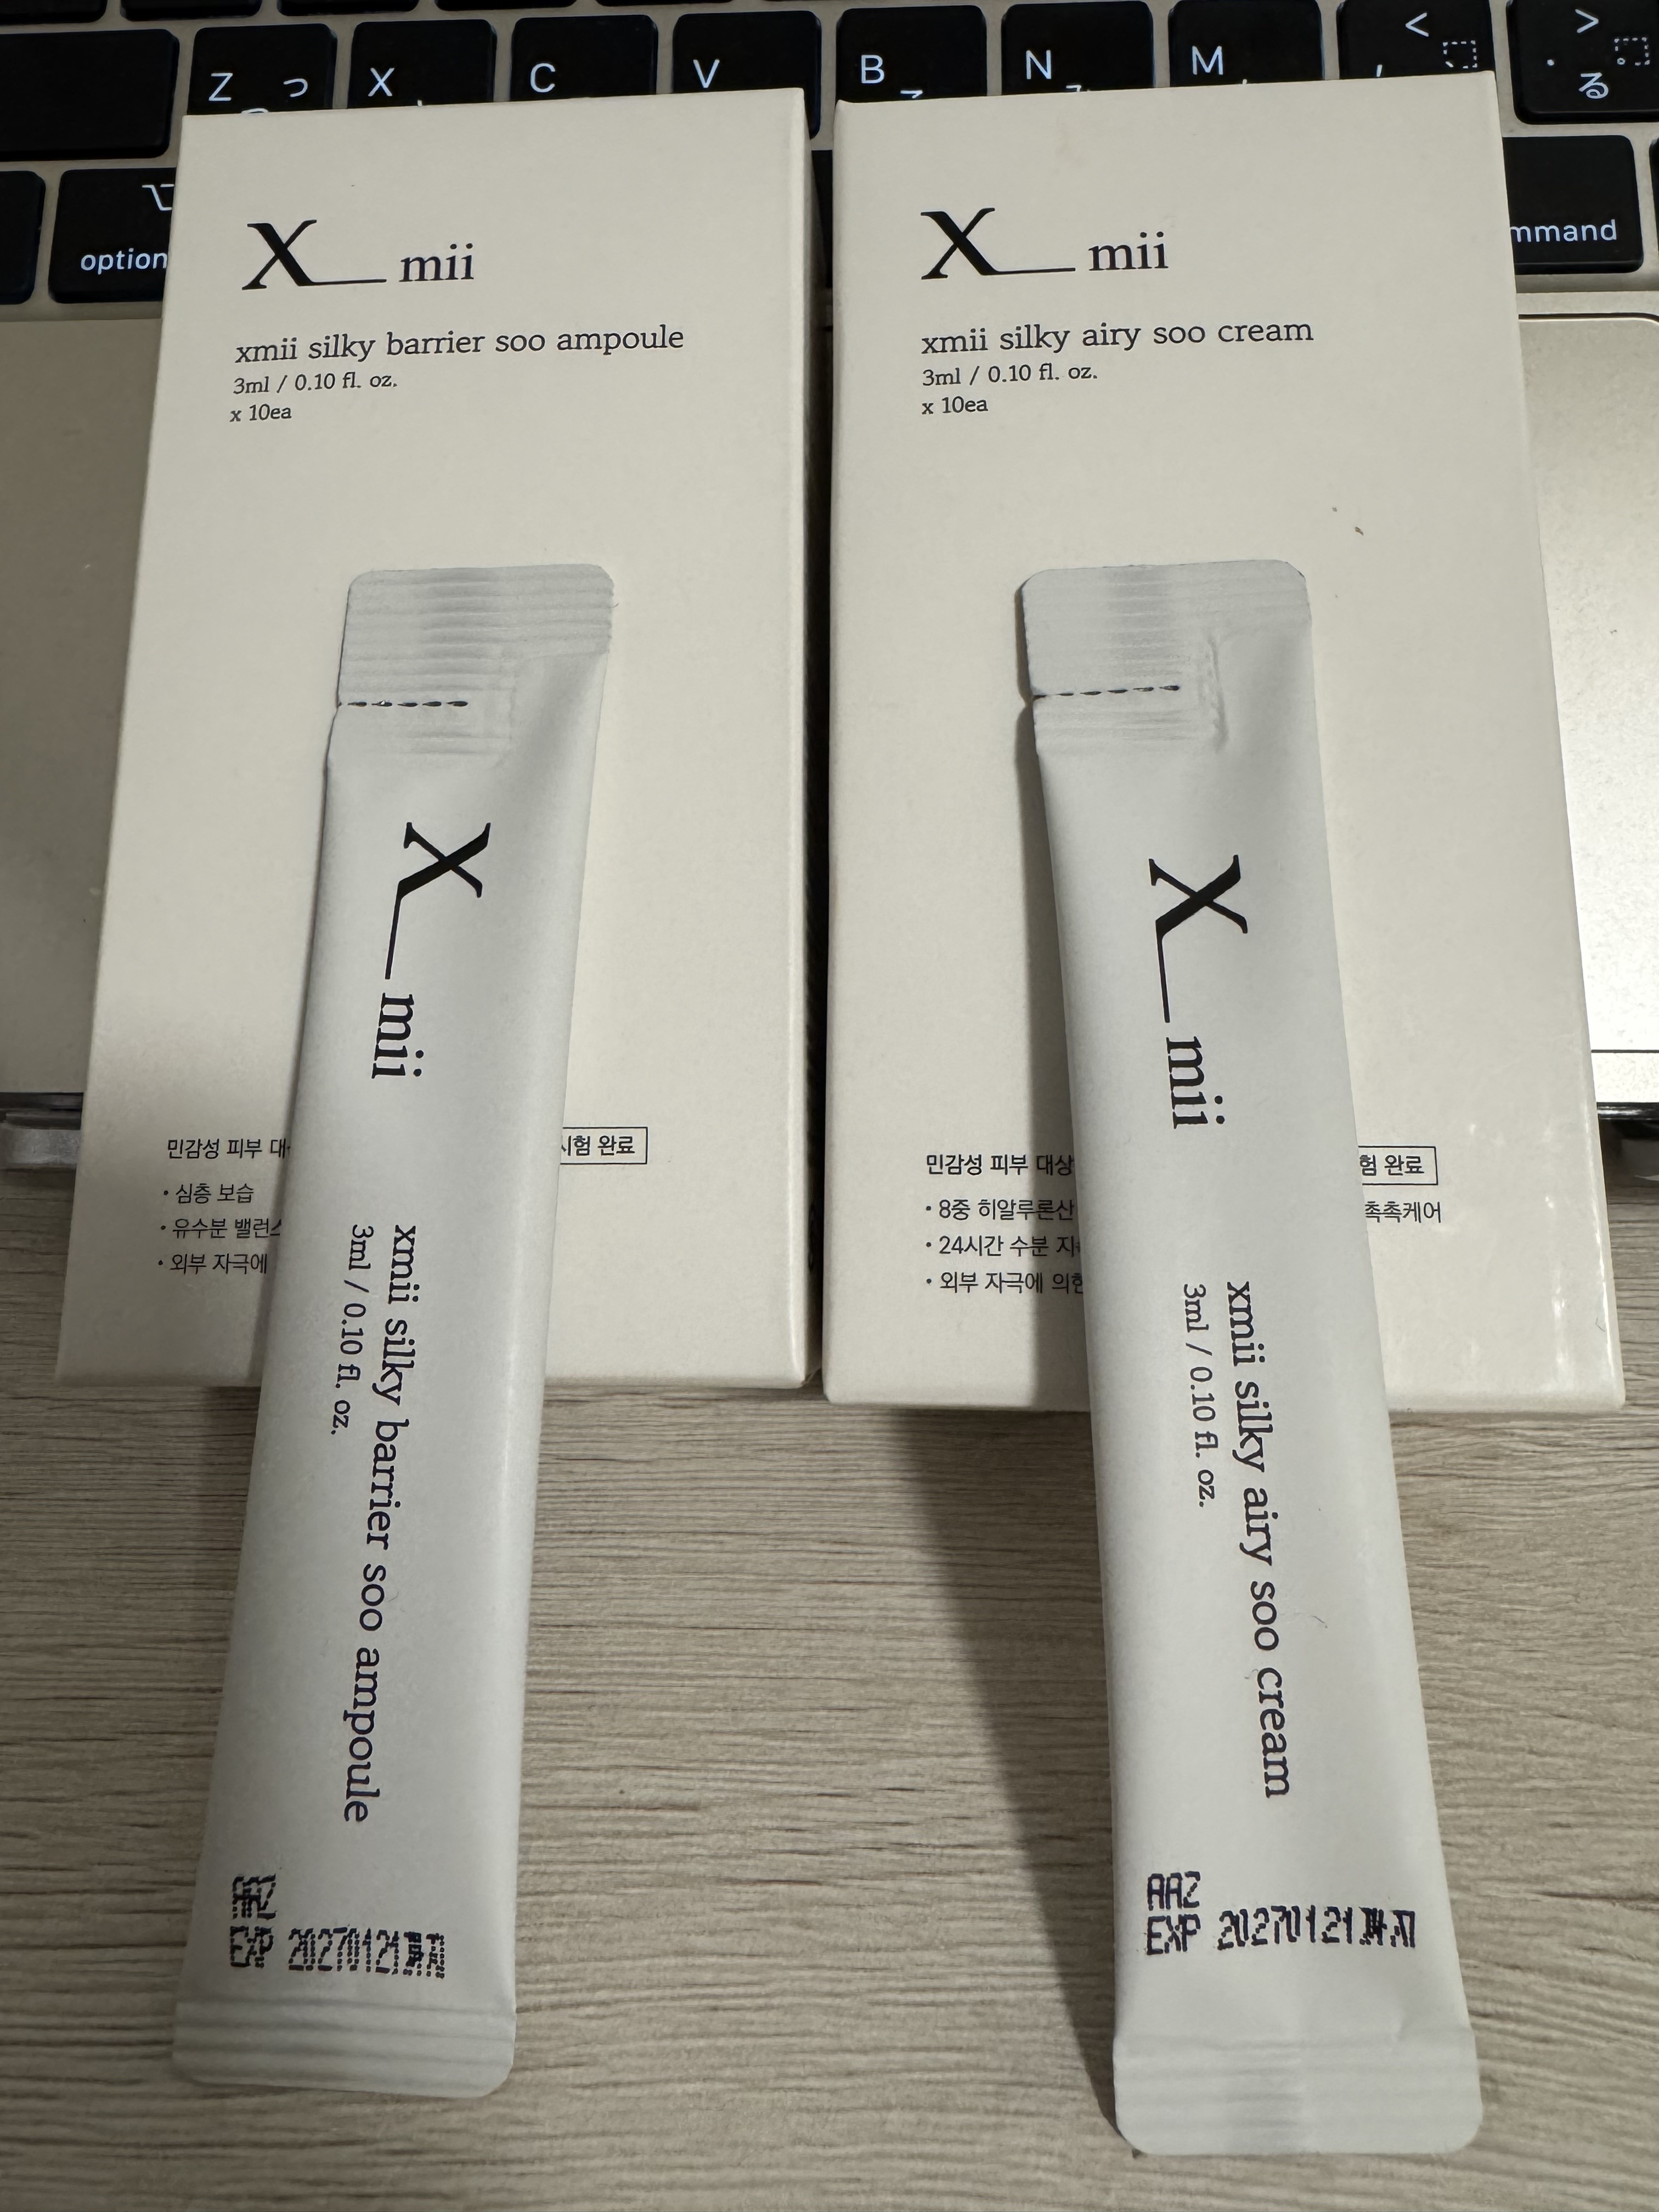 Z つ
X
C
V
B
N
M
<
>
. る
option
mmand
X mii
xmii silky barrier soo ampoule
3ml / 0.10 fl. oz.
x 10ea
민감성 피부
시험 완료
• 심층 보습
• 유수분
• 외부 자극에
X mii
xmii silky airy soo cream
3ml / 0.10 fl. oz.
x 10ea
민감성 피부 대상
험 완료
• 8중 히알루론산
촉촉케어
• 24시간 수분
• 외부 자극에
X mii
xmii silky barrier soo ampoule
3ml / 0.10 fl. oz.
AA2
EXP 20270121까지
X mii
xmii silky airy soo cream
3ml / 0.10 fl. oz.
AA2
EXP 20270121까지